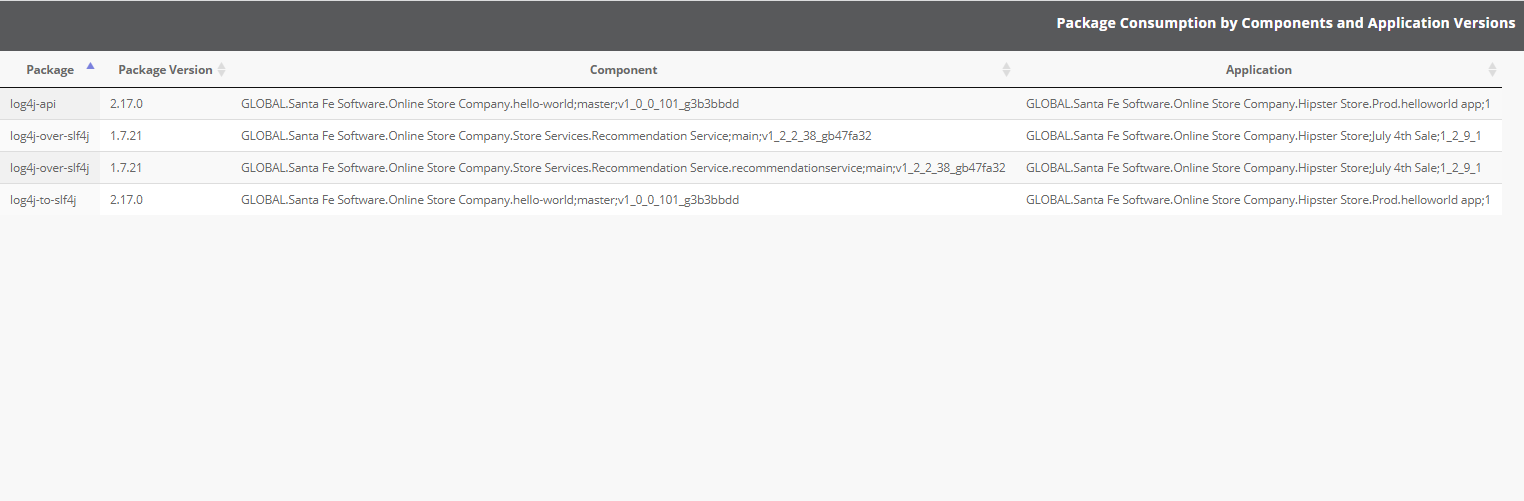 Package Consumption by Components and Application Versions
Package Package Version Component Application
log4j-api 2.17.0 GLOBAL.Santa Fe Software.Online Store Company.hello-world;master;v1_0_0_101_g3b3bbdd GLOBAL.Santa Fe Software.Online Store Company.Hipster Store.Prod.helloworld app;1
log4j-over-slf4j 1.7.21 GLOBAL.Santa Fe Software.Online Store Company.Store Services.Recommendation Service;main;v1_2_2_38_gb47fa32 GLOBAL.Santa Fe Software.Online Store Company.Hipster Store;July 4th Sale;1_2_9_1
log4j-over-slf4j 1.7.21 GLOBAL.Santa Fe Software.Online Store Company.Store Services.Recommendation Service.recommendationservice;main;v1_2_2_38_gb47fa32 GLOBAL.Santa Fe Software.Online Store Company.Hipster Store;July 4th Sale;1_2_9_1
log4j-to-slf4j 2.17.0 GLOBAL.Santa Fe Software.Online Store Company.hello-world;master;v1_0_0_101_g3b3bbdd GLOBAL.Santa Fe Software.Online Store Company.Hipster Store.Prod.helloworld app;1